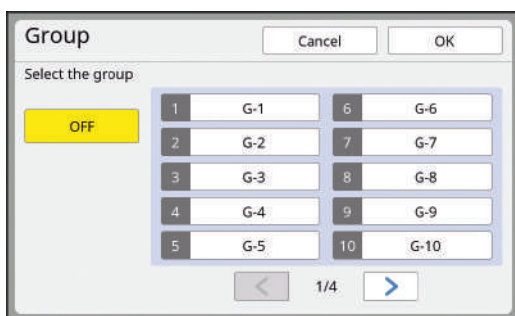 Group Cancel OK
Select the group
OFF
1 G-1 6 G-6
2 G-2 7 G-7
3 G-3 8 G-8
4 G-4 9 G-9
5 G-5 10 G-10
< 1/4 >